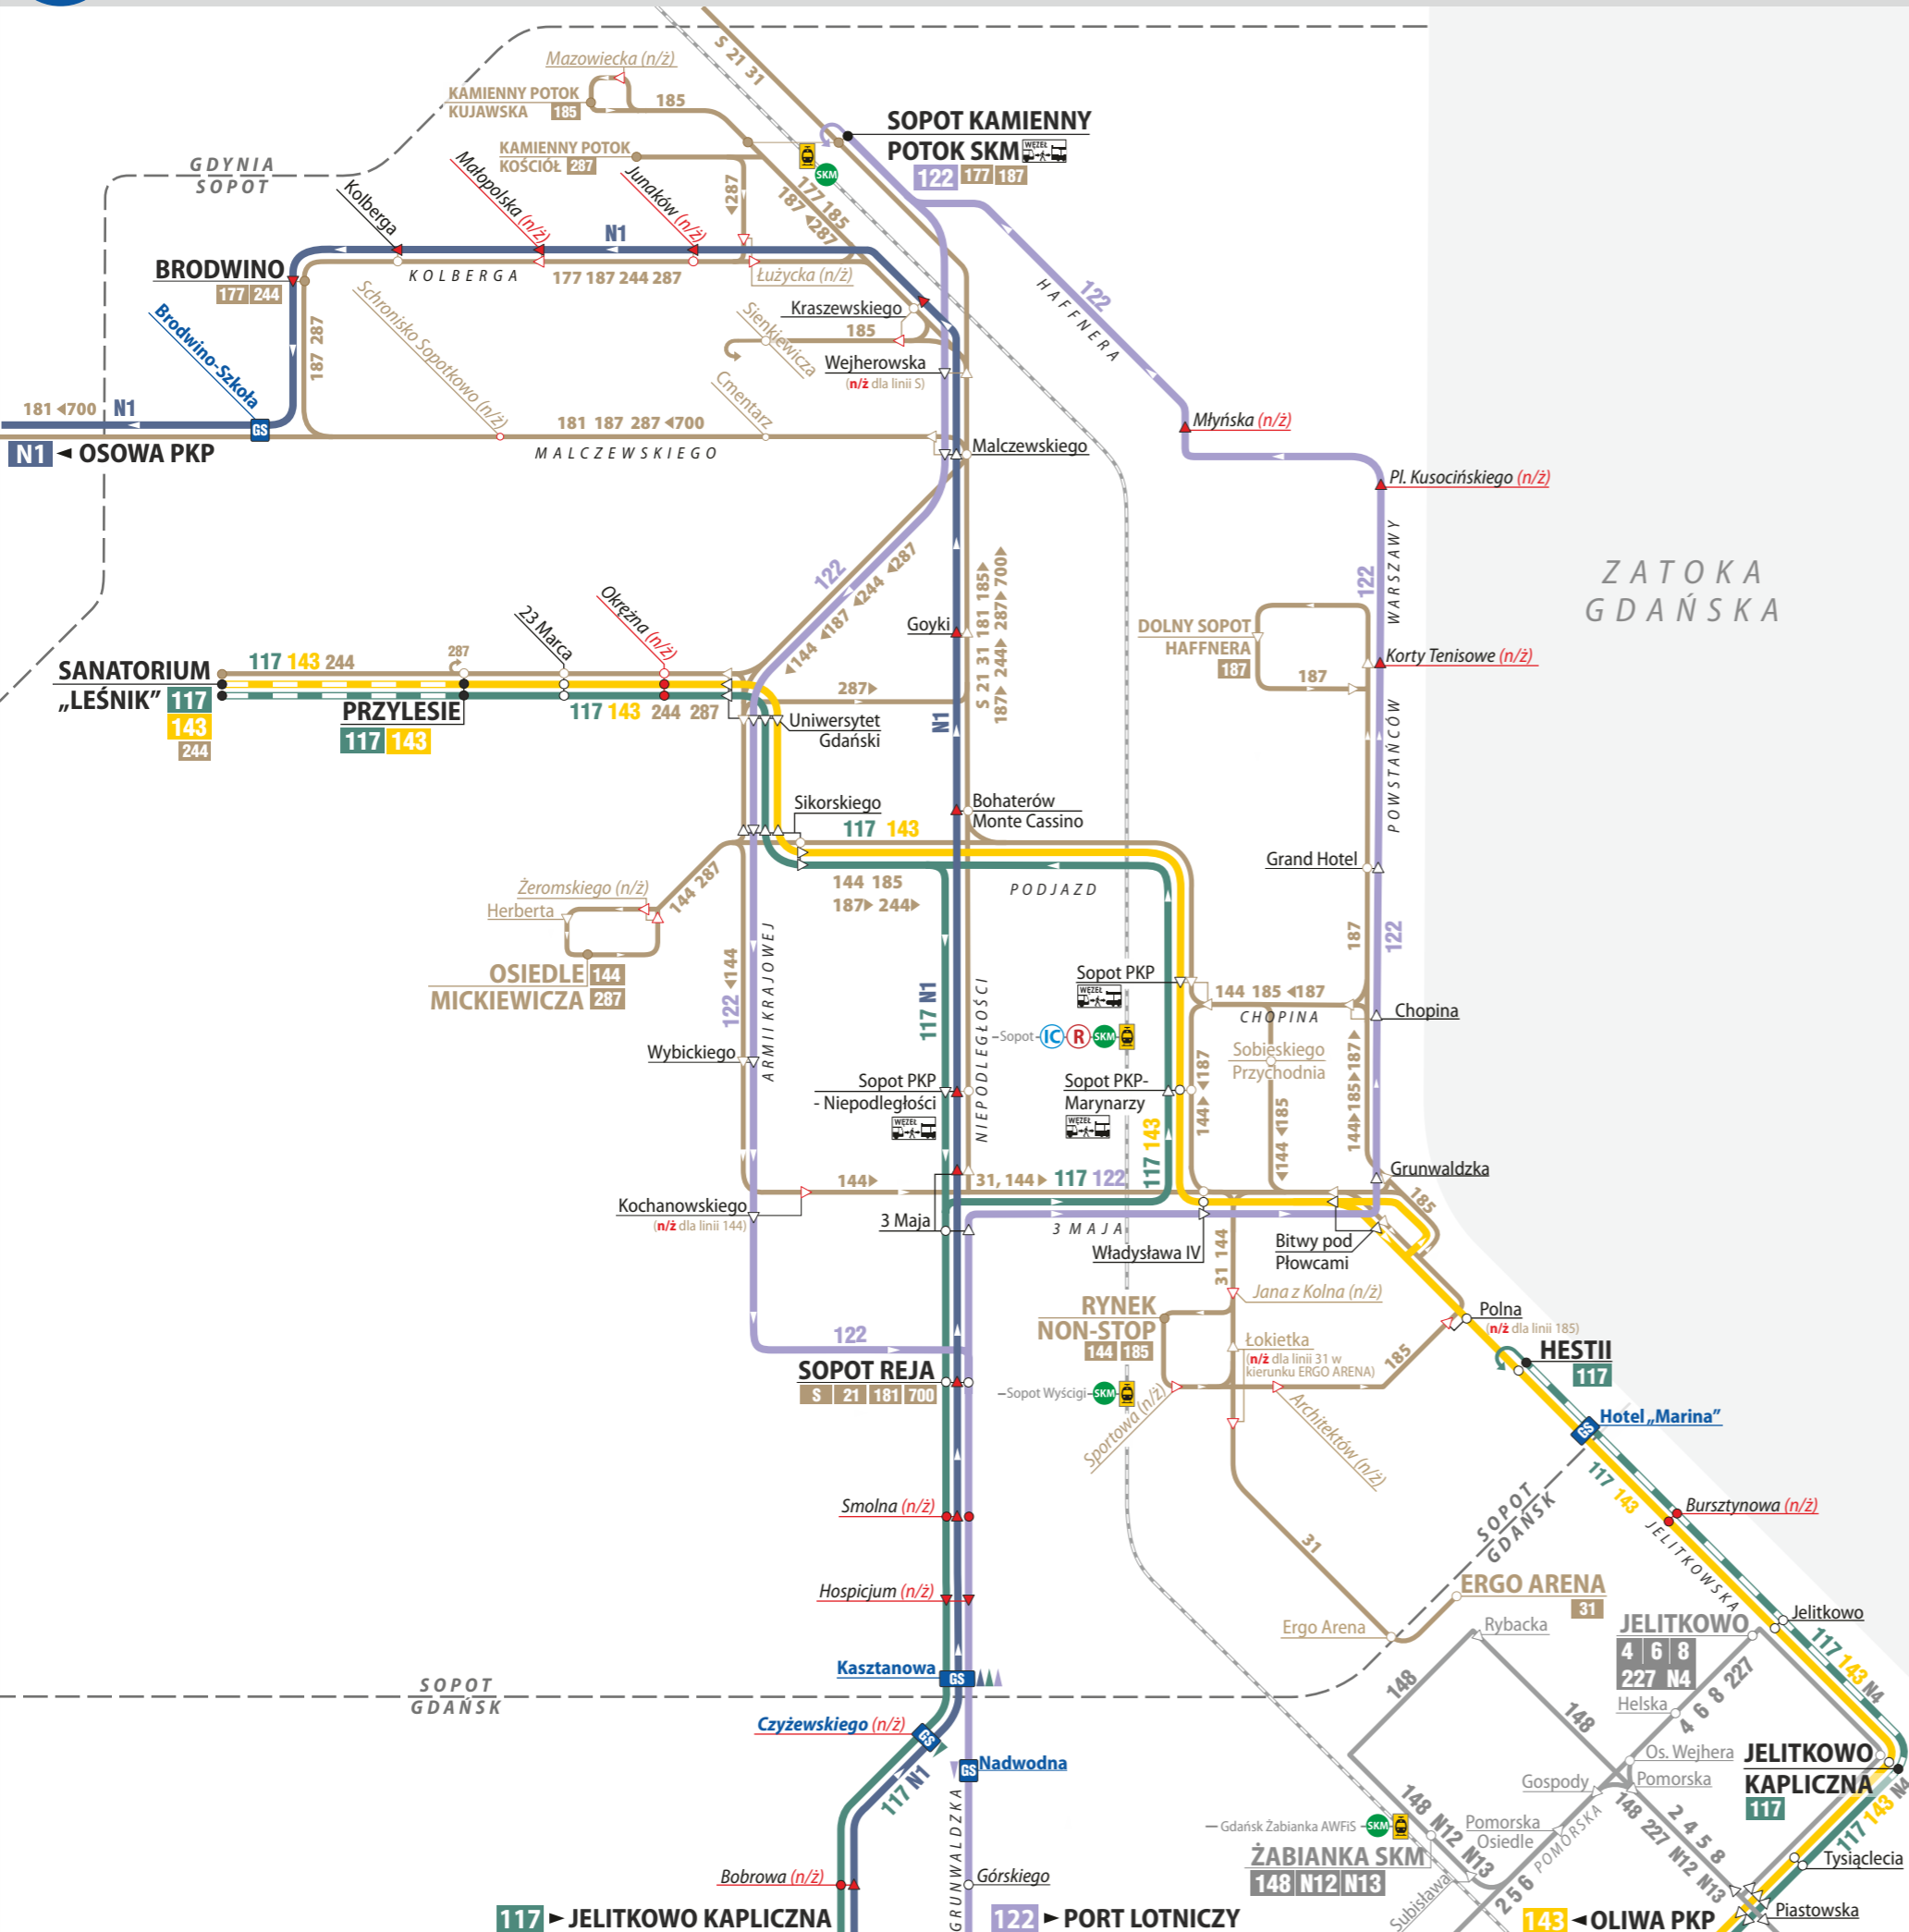 S 21 31
Mazowiecka (n/ż)
KAMIENNY POTOK
KUJAWSKA 185
185
SOPOT KAMIENNY
POTOK SKM WĘZEŁ
122 177 187
KAMIENNY POTOK
KOŚCIÓŁ 287
SKM
GDYNIA
SOPOT
Kolberga
Małopolska (n/ż)
Junaków (n/ż)
◄287
177 185
187 ◄287
N1
BRODWINO
177 244
KOLBERGA
177 187 244 287
Łużycka (n/ż)
HAFFNERA
122
Schronisko Sopotkowo (n/ż)
Sienkiewicza
Kraszewskiego
185
Brodwino-Szkoła
187 287
Wejherowska
(n/ż dla linii S)
Cmentarz
181 ◄700 N1
GS
181 187 287 ◄700
Młyńska (n/ż)
N1 ◄ OSOWA PKP
MALCZEWSKIEGO
Malczewskiego
Pl. Kusocińskiego (n/ż)
WARSZAWY
122
ZATOKA
GDAŃSKA
122
◄144 ◄187 ◄244 ◄287
S 21 31 181 185►
187► 244► 287► 700►
23 Marca
Okrężna (n/ż)
Goyki
DOLNY SOPOT
HAFFNERA
187
187
Korty Tenisowe (n/ż)
SANATORIUM
„LEŚNIK” 117
143
244
117 143 244
287
PRZYLESIE
117 143
117 143 244 287
287►
Uniwersytet
Gdański
N1
POWSTAŃCÓW
Sikorskiego
117 143
Bohaterów
Monte Cassino
144 185
187► 244►
PODJAZD
Grand Hotel
Żeromskiego (n/ż)
Herberta
144 287
OSIEDLE 144
MICKIEWICZA 287
122 ◄144
ARMII KRAJOWEJ
117 N1
NIEPODLEGŁOŚCI
Sopot PKP
WĘZEŁ
187
122
144 185 ◄187
CHOPINA
Chopina
Sopot IC R SKM
Sobieskiego
Przychodnia
Wybickiego
Sopot PKP
- Niepodległości
WĘZEŁ
Sopot PKP-
Marynarzy
WĘZEŁ
117 143
144► ◄187
◄144 ◄185
144►185►187►
Grunwaldzka
144►
31, 144► 117 122
185
Kochanowskiego
(n/ż dla linii 144)
3 Maja
3 MAJA
Władysława IV
Bitwy pod
Płowcami
31 144
Jana z Kolna (n/ż)
RYNEK
NON-STOP
144 185
Polna
(n/ż dla linii 185)
122
Łokietka
(n/ż dla linii 31 w
kierunku ERGO ARENA)
185
HESTII
117
SOPOT REJA
S 21 181 700
Sopot Wyścigi SKM
Sportowa (n/ż)
Architektów (n/ż)
GS
Hotel „Marina”
117 143
SOPOT
GDAŃSK
Smolna (n/ż)
Bursztynowa (n/ż)
31
JELITKOWSKA
Hospicjum (n/ż)
ERGO ARENA
31
Ergo Arena
Rybacka
JELITKOWO
4 6 8
227 N4
Jelitkowo
117 143 N4
Kasztanowa
GS
SOPOT
GDAŃSK
148
148
Helska
4 6 8 227
Czyżewskiego (n/ż)
GS
Nadwodna
GS
117 N1
Os. Wejhera
Pomorska
Gospody
JELITKOWO
KAPLICZNA
117
117 143 N4
Gdańsk Żabianka AWFiS SKM
148 N12 N13
Pomorska
Osiedle
POMORSKA
148 227 N12 N13
2 4 5 8
ŻABIANKA SKM
148 N12 N13
Subisława
2 5 6
Tysiąclecia
Bobrowa (n/ż)
GRUNWALDZKA
Górskiego
Piastowska
117 ► JELITKOWO KAPLICZNA
122 ► PORT LOTNICZY
143 ◄ OLIWA PKP